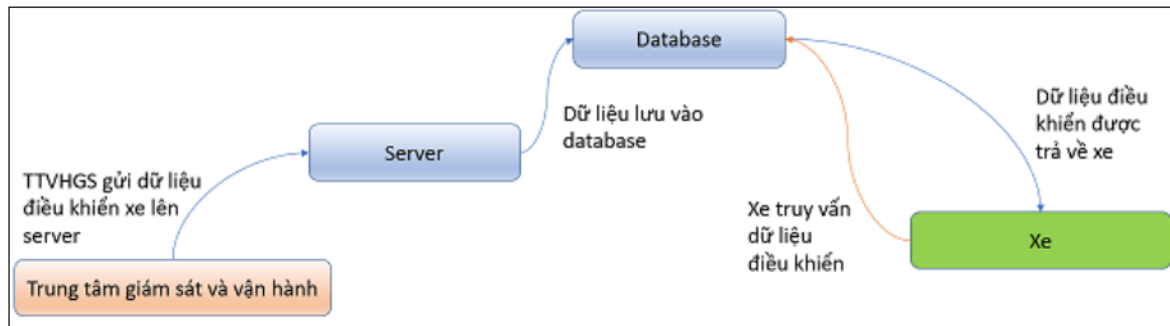 Database
Dữ liệu lưu vào
database
Dữ liệu điều
khiển được
trả về xe
Server
TTVHGS gửi dữ liệu
điều khiển xe lên
server
Xe truy vấn
dữ liệu
điều khiển
Xe
Trung tâm giám sát và vận hành